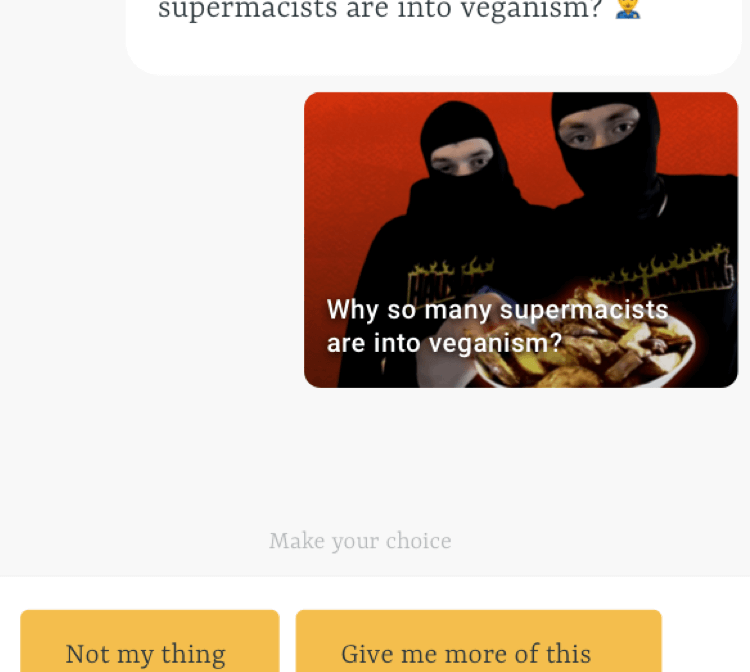 supermacists are into veganism?
Why so many supermacists
are into veganism?
Make your choice
Not my thing
Give me more of this